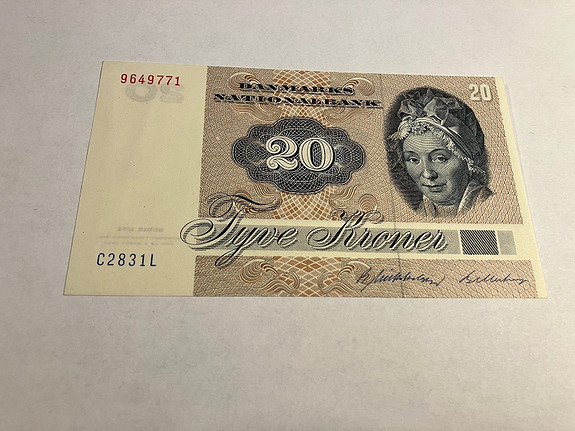 9649771
DANMARKS
NATIONALBANK
20
20
Tyve Kroner
C2831L